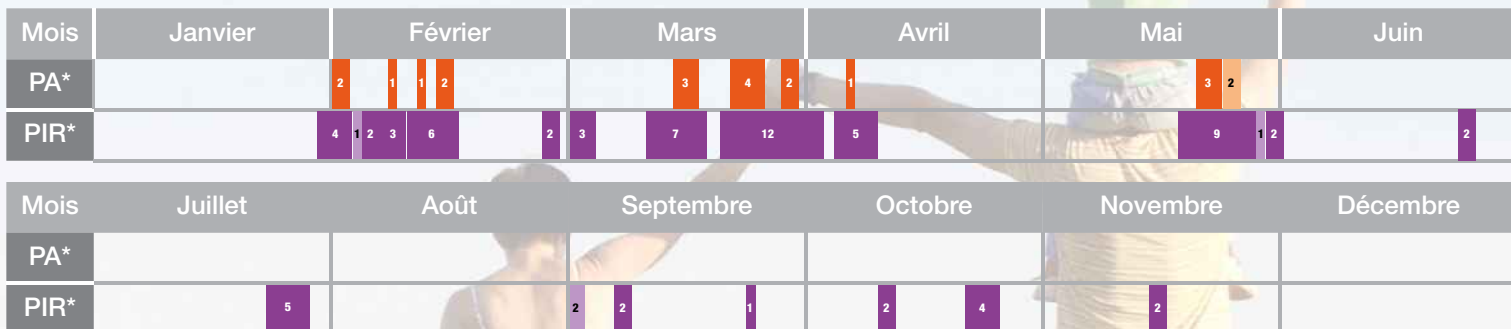 Mois Janvier Février Mars Avril Mai Juin
PA* 2 1 1 2 3 4 2 1 3 2
PIR* 4 1 2 3 6 2 3 7 12 5 9 1 2 2
Mois Juillet Août Septembre Octobre Novembre Décembre
PA*
PIR* 5 2 2 1 2 4 2